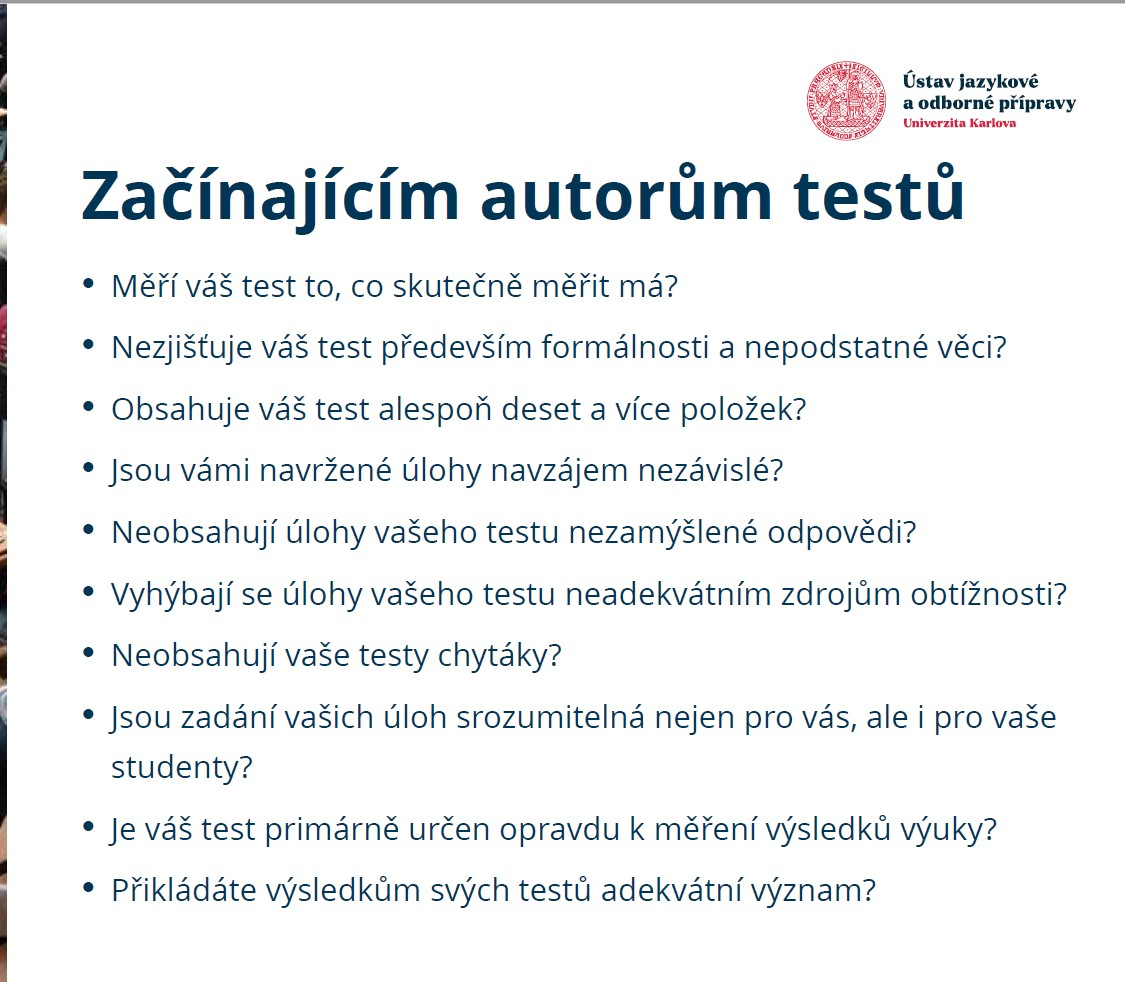 Ústav jazykové
a odborné přípravy
Univerzita Karlova
Začínajícím autorům testů
• Měří váš test to, co skutečně měřit má?
• Nezjišťuje váš test především formálnosti a nepodstatné věci?
• Obsahuje váš test alespoň deset a více položek?
• Jsou vámi navržené úlohy navzájem nezávislé?
• Neobsahují úlohy vašeho testu nezamýšlené odpovědi?
• Vyhýbají se úlohy vašeho testu neadekvátním zdrojům obtížnosti?
• Neobsahují vaše testy chytáky?
• Jsou zadání vašich úloh srozumitelná nejen pro vás, ale i pro vaše
studenty?
• Je váš test primárně určen opravdu k měření výsledků výuky?
• Přikládáte výsledkům svých testů adekvátní význam?